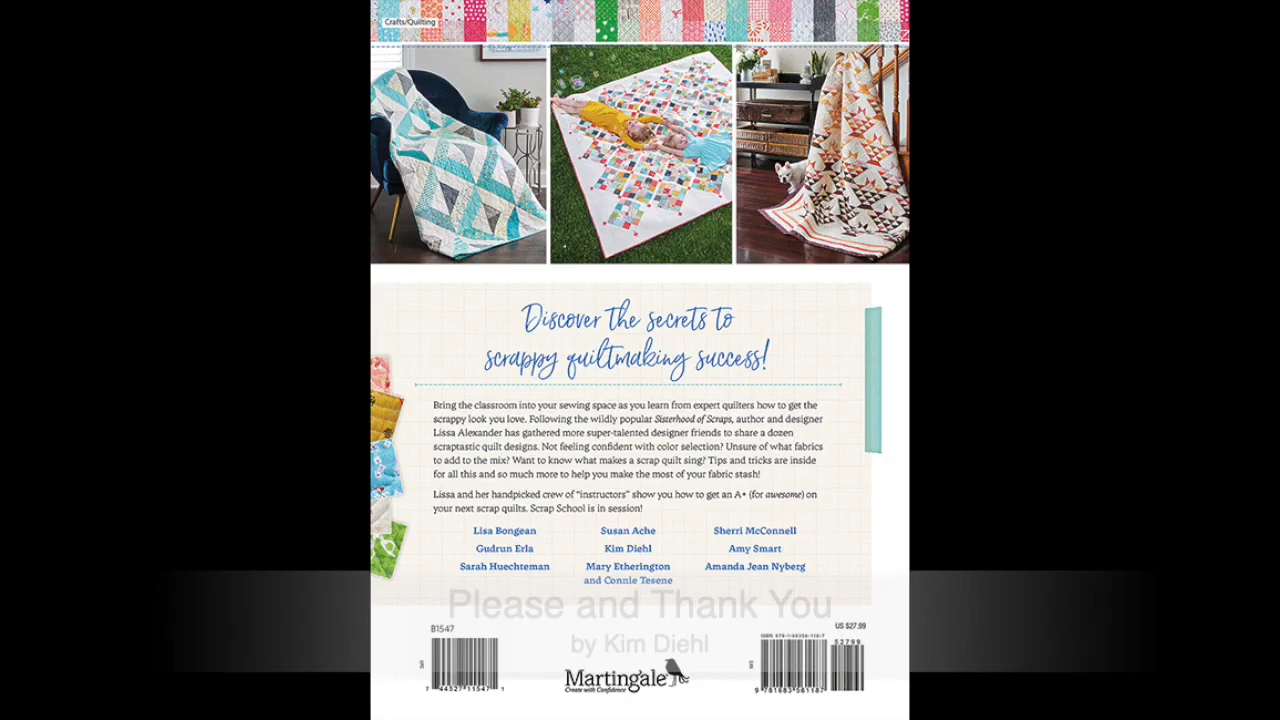 Crafts/Quilting
Discover the secrets to
scrappy quiltmaking success!
Bring the classroom into your sewing space as you learn from expert quilters how to get the
scrappy look you love. Following the wildly popular Sisterhood of Scraps, author and designer
Lissa Alexander has gathered more super-talented designer friends to share a dozen
scraptastic quilt designs. Not feeling confident with color selection? Unsure of what fabrics
to add to the mix? Want to know what makes a scrap quilt sing? Tips and tricks are inside
for all this and so much more to help you make the most of your fabric stash!
Lissa and her handpicked crew of “instructors” show you how to get an A+ (for awesome) on
your next scrap quilts. Scrap School is in session!
Lisa Bongean Susan Ache Sherri McConnell
Gudrun Erla Kim Diehl Amy Smart
Sarah Huechteman Mary Etherington Amanda Jean Nyberg
and Connie Tesene
Please and Thank You
by Kim Diehl
B1547
US $27.99
52799
7 44527 11547 1
Martingale
Create with Confidence
9 781683 561187